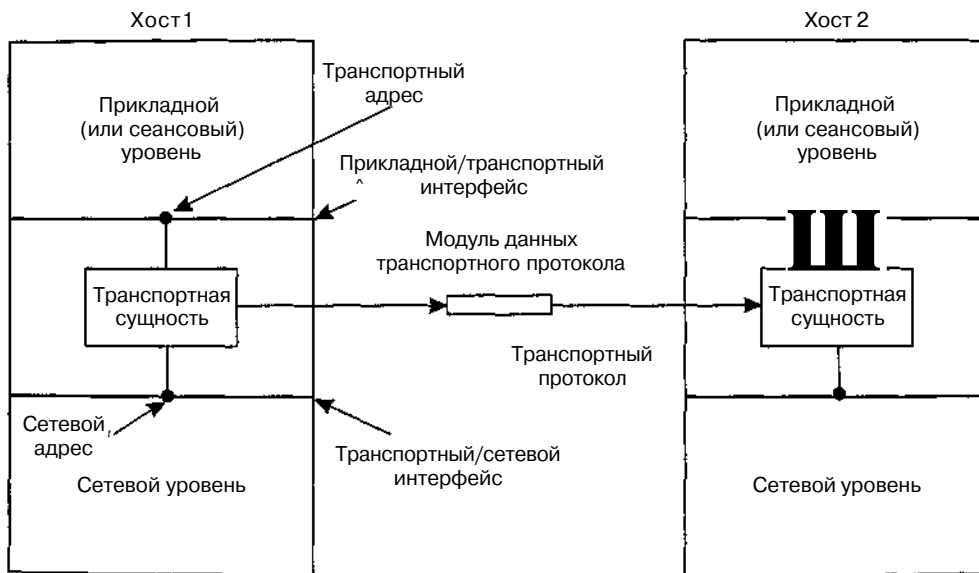 Хост 1
Хост 2
Транспортный
адрес
Прикладной
(или сеансовый)
уровень
Прикладной
(или сеансовый)
уровень
Прикладной/транспортный
интерфейс
Модуль данных
транспортного протокола
Транспортная
сущность
Транспортная
сущность
Транспортный
протокол
Сетевой
адрес
Транспортный/сетевой
интерфейс
Сетевой уровень
Сетевой уровень